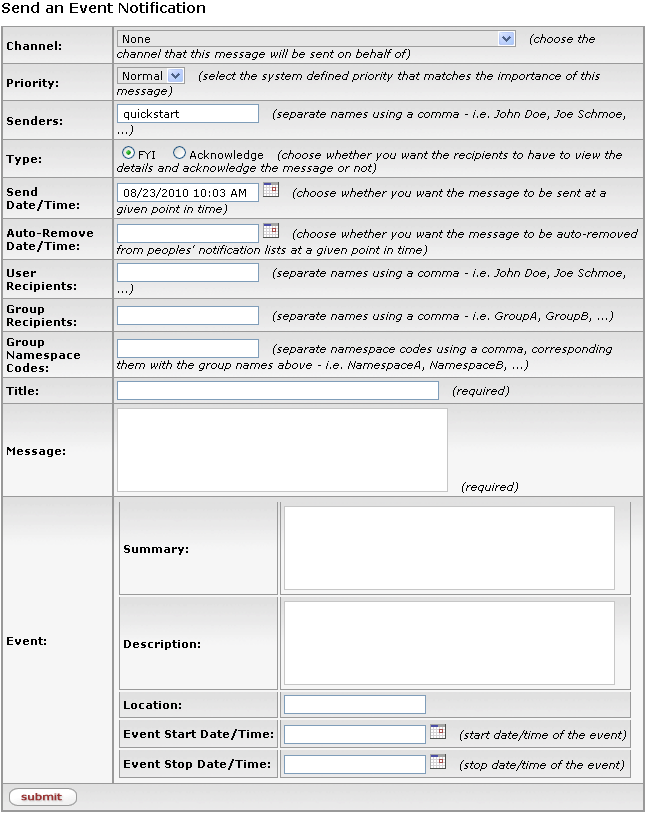 Send an Event Notification
Channel:
None
(choose the
channel that this message will be sent on behalf of)
Priority:
Normal
(select the system defined priority that matches the importance of this
message)
Senders:
quickstart
(separate names using a comma - i.e. John Doe, Joe Schmoe,
...)
Type:
FYI
Acknowledge
(choose whether you want the recipients to have to view the
details and acknowledge the message or not)
Send
Date/Time:
08/23/2010 10:03 AM
(choose whether you want the message to be sent at a
given point in time)
Auto-Remove
Date/Time:
(choose whether you want the message to be auto-removed
from peoples' notification lists at a given point in time)
User
Recipients:
(separate names using a comma - i.e. John Doe, Joe Schmoe,
...)
Group
Recipients:
(separate names using a comma - i.e. GroupA, GroupB, ...)
Group
Namespace
Codes:
(separate namespace codes using a comma, corresponding
them with the group names above - i.e. NamespaceA, NamespaceB, ...)
Title:
(required)
Message:
(required)
Event:
Summary:
Description:
Location:
Event Start Date/Time:
(start date/time of the event)
Event Stop Date/Time:
(stop date/time of the event)
submit